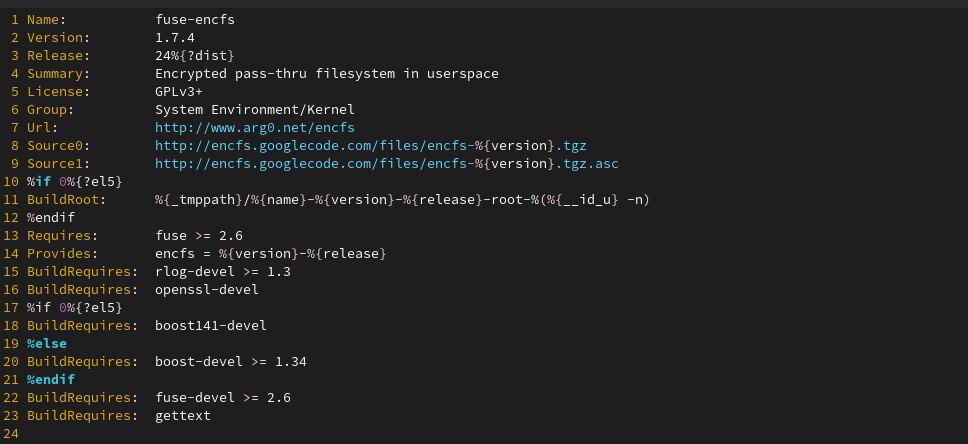 1 Name:           fuse-encfs
2 Version:        1.7.4
3 Release:        24%{?dist}
4 Summary:        Encrypted pass-thru filesystem in userspace
5 License:        GPLv3+
6 Group:          System Environment/Kernel
7 Url:            http://www.arg0.net/encfs
8 Source0:        http://encfs.googlecode.com/files/encfs-%{version}.tgz
9 Source1:        http://encfs.googlecode.com/files/encfs-%{version}.tgz.asc
10 %if 0%{?el5}
11 BuildRoot:      %{_tmppath}/%{name}-%{version}-%{release}-root-%(%{__id_u} -n)
12 %endif
13 Requires:       fuse >= 2.6
14 Provides:       encfs = %{version}-%{release}
15 BuildRequires:  rlog-devel >= 1.3
16 BuildRequires:  openssl-devel
17 %if 0%{?el5}
18 BuildRequires:  boost141-devel
19 %else
20 BuildRequires:  boost-devel >= 1.34
21 %endif
22 BuildRequires:  fuse-devel >= 2.6
23 BuildRequires:  gettext
24